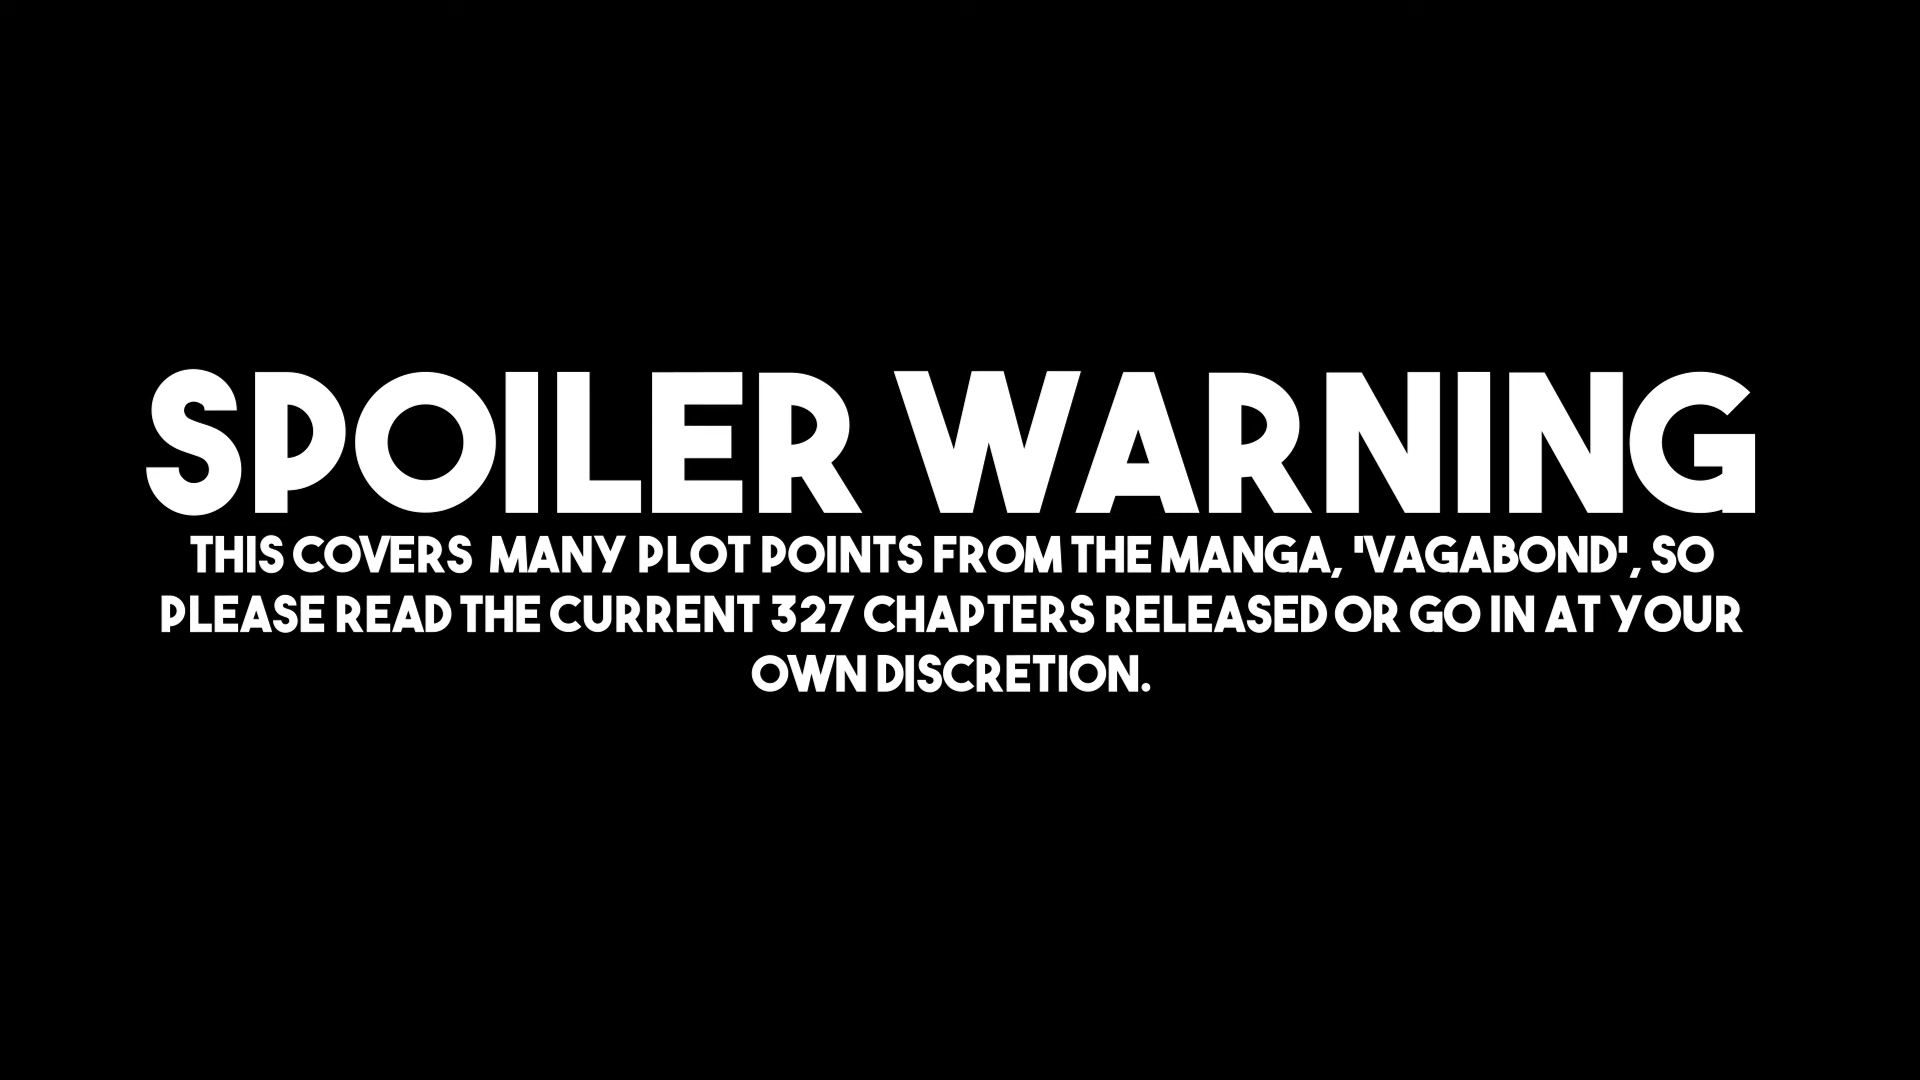 SPOILER WARNING
THIS COVERS MANY PLOT POINTS FROM THE MANGA, 'VAGABOND', SO
PLEASE READ THE CURRENT 327 CHAPTERS RELEASED OR GO IN AT YOUR
OWN DISCRETION.